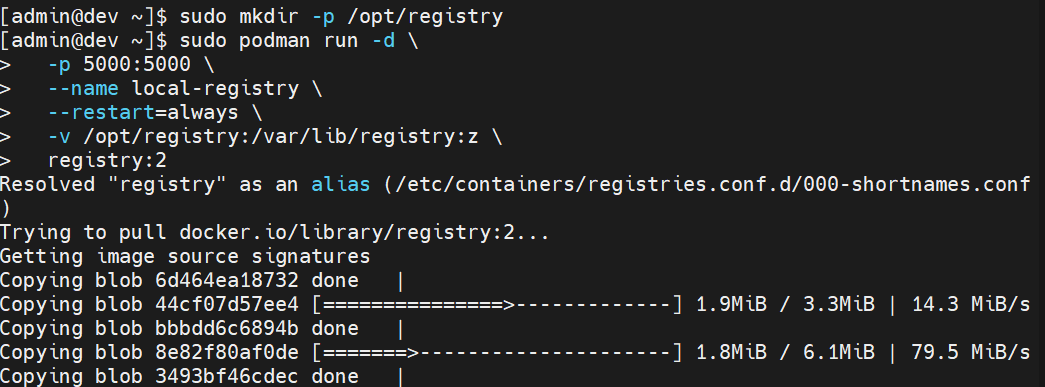 [admin@dev ~]$ sudo mkdir -p /opt/registry
[admin@dev ~]$ sudo podman run -d \
>   -p 5000:5000 \
>   --name local-registry \
>   --restart=always \
>   -v /opt/registry:/var/lib/registry:z \
>   registry:2
Resolved "registry" as an alias (/etc/containers/registries.conf.d/000-shortnames.conf
)
Trying to pull docker.io/library/registry:2...
Getting image source signatures
Copying blob 6d464ea18732 done   |
Copying blob 44cf07d57ee4 [===============>-------------] 1.9MiB / 3.3MiB | 14.3 MiB/s
Copying blob bbbdd6c6894b done   |
Copying blob 8e82f80af0de [=======>---------------------] 1.8MiB / 6.1MiB | 79.5 MiB/s
Copying blob 3493bf46cdec done   |